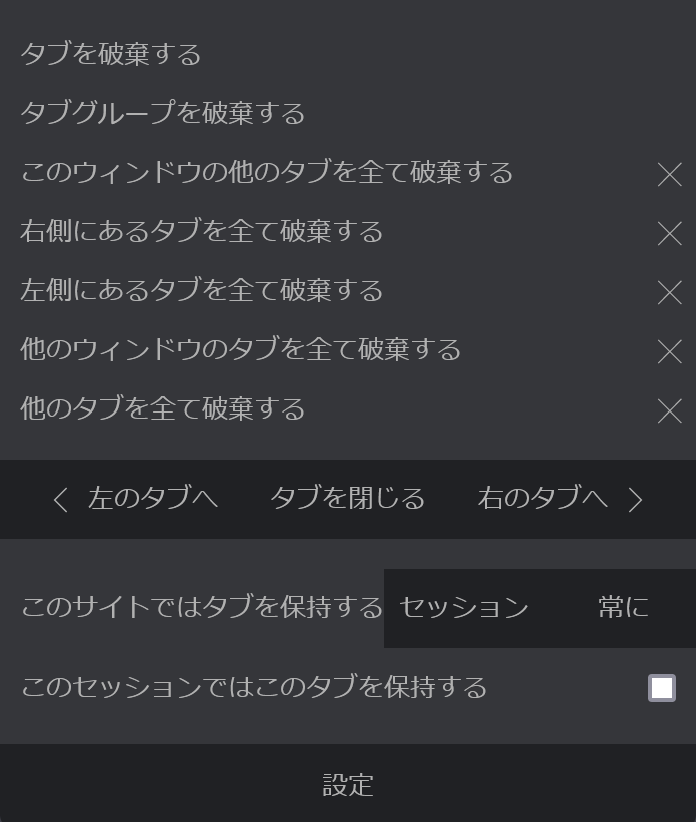 タブを破棄する
タブグループを破棄する
このウィンドウの他のタブを全て破棄する
右側にあるタブを全て破棄する
左側にあるタブを全て破棄する
他のウィンドウのタブを全て破棄する
他のタブを全て破棄する
左のタブへ タブを閉じる 右のタブへ
このサイトではタブを保持する セッション 常に
このセッションではこのタブを保持する
設定